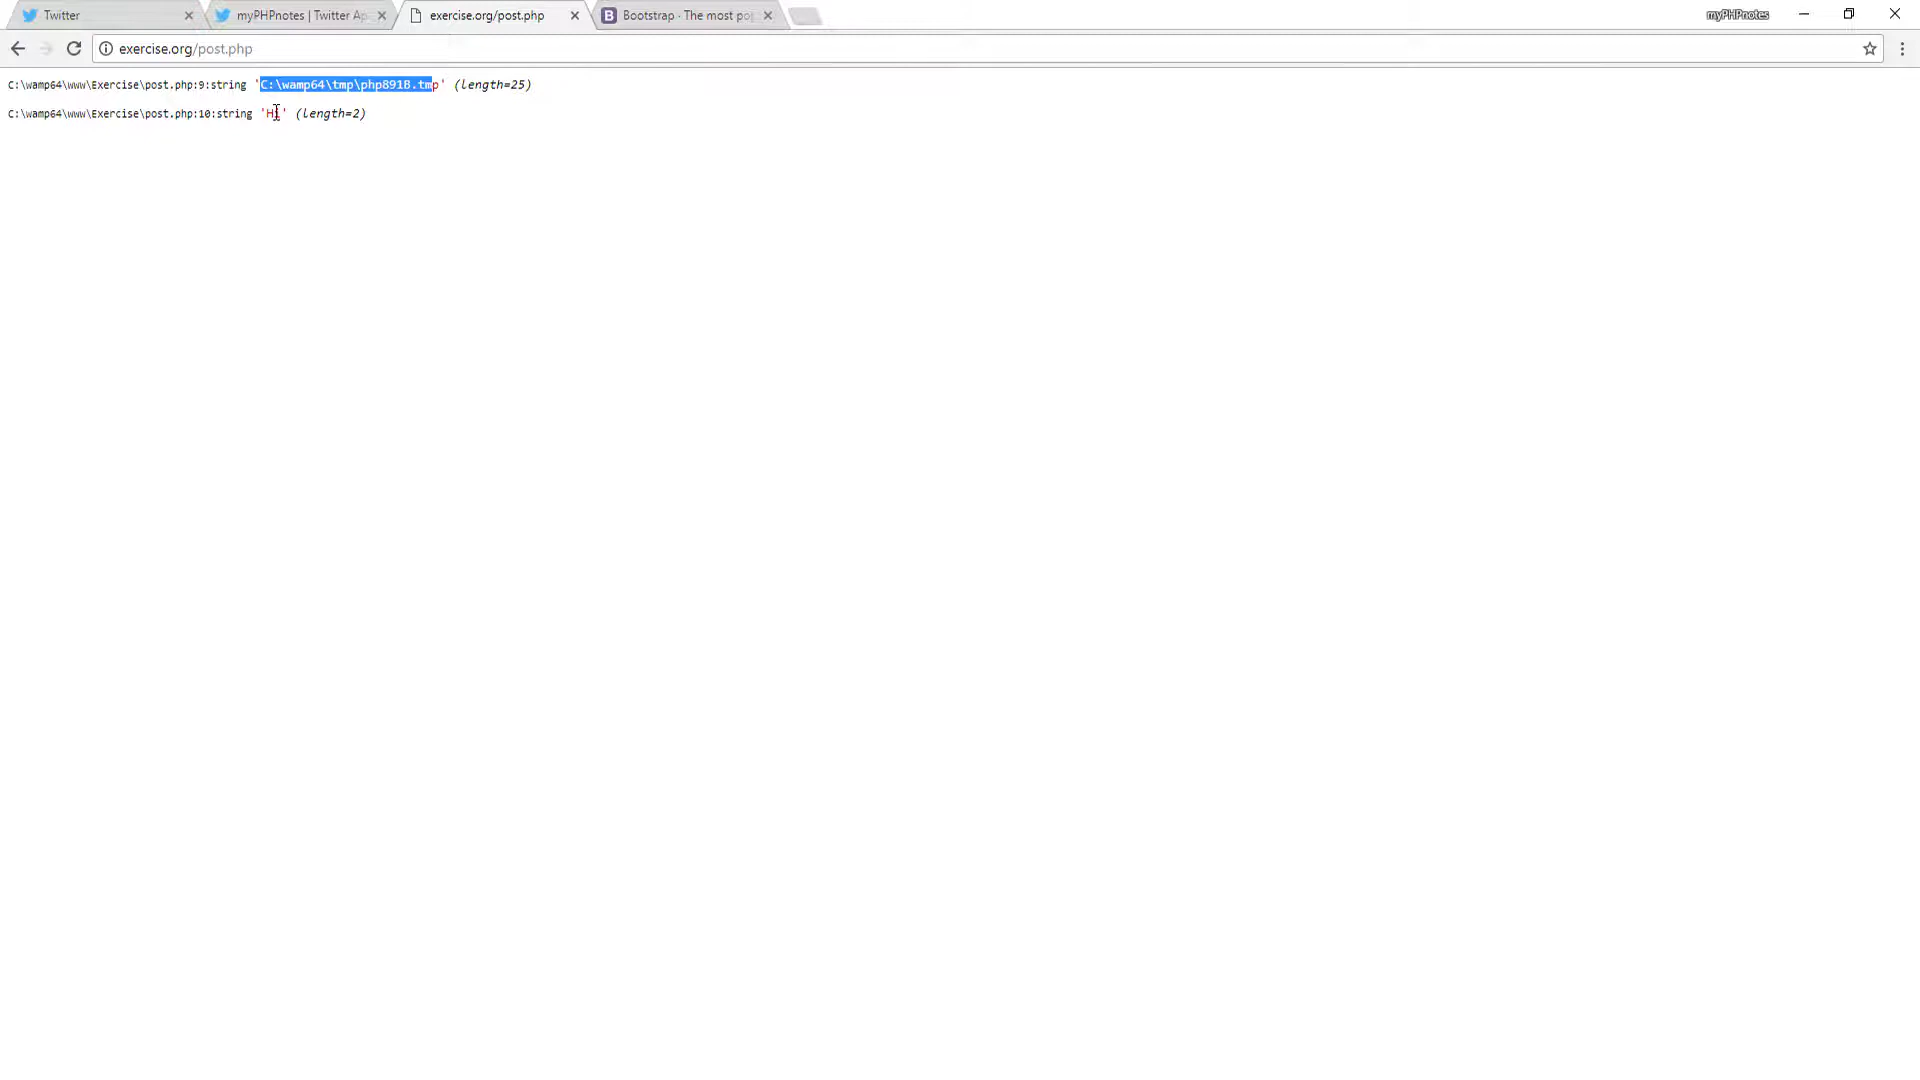 Twitter
myPHPnotes | Twitter Ap
exercise.org/post.php
Bootstrap · The most po
myPHPnotes
exercise.org/post.php
C:\wamp64\www\Exercise\post.php:9:string 'C:\wamp64\tmp\php891B.tmp' (length=25)
C:\wamp64\www\Exercise\post.php:10:string 'Hi' (length=2)